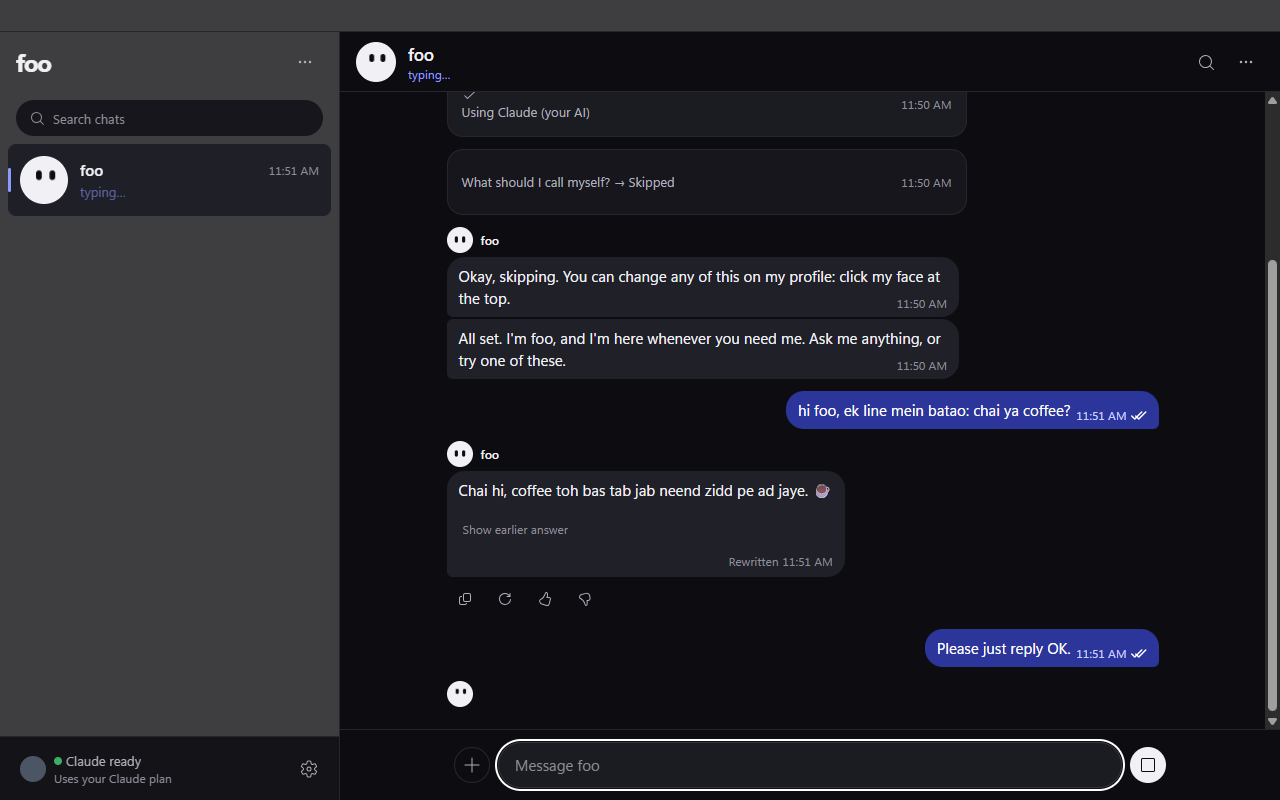 foo
Search chats
foo
11:51 AM
typing...
Claude ready
Uses your Claude plan
foo
typing...
Using Claude (your AI)
11:50 AM
What should I call myself? → Skipped
11:50 AM
foo
Okay, skipping. You can change any of this on my profile: click my face at
the top.
11:50 AM
All set. I'm foo, and I'm here whenever you need me. Ask me anything, or
try one of these.
11:50 AM
hi foo, ek line mein batao: chai ya coffee? 11:51 AM
foo
Chai hi, coffee toh bas tab jab neend zidd pe ad jaye. ☕
Show earlier answer
Rewritten 11:51 AM
Please just reply OK. 11:51 AM
Message foo